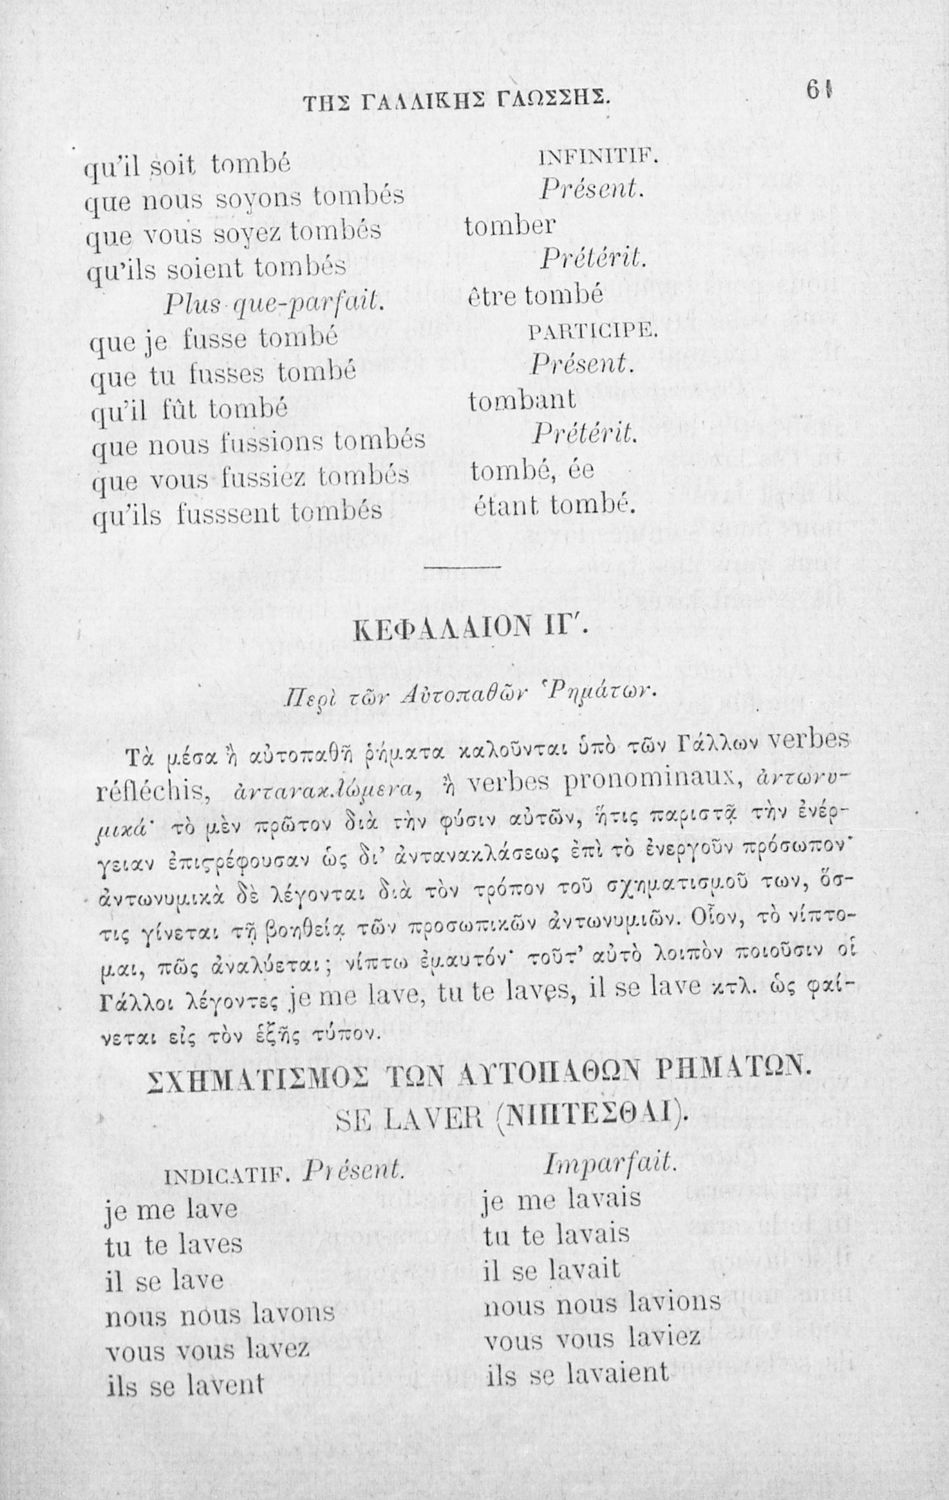 ΤΗΣ ΓΑΛΛΙΚΗΣ ΓΛΩΣΣΗΣ. 61
qu'il soit tombé
que nous soyons tombés
que vous soyez tombés
qu'ils soient tombés
Plus-que-parfait.
que je fusse tombé
que tu fusses tombé
qu'il fût tombé
que nous fussions tombés
que vous fussiez tombés
qu'ils fusssent tombés
INFINITIF.
Présent.
tomber
Prétérit.
être tombé
PARTICIPE.
Présent.
tombant
Prétérit.
tombé, ée
étant tombé.
ΚΕΦΑΛΑΙΟΝ ΙΓ′.
Περὶ τῶν Αὐτοπαθῶν Ῥημάτων.
Τὰ μέσα ἢ αὐτοπαθῆ ῥήματα καλοῦνται ὑπὸ τῶν Γάλλων verbes
réfléchis, ἀντανακλώμενα, ἢ verbes pronominaux, ἀντωνυ-
μικά· τὸ μὲν πρῶτον διὰ τὴν φύσιν αὐτῶν, ἥτις παριστᾷ τὴν ἐνέρ-
γειαν ἐπιϛρέφουσαν ὡς δι' ἀντανακλάσεως ἐπὶ τὸ ἐνεργοῦν πρόσωπον·
ἀντωνυμικὰ δὲ λέγονται διὰ τὸν τρόπον τοῦ σχηματισμοῦ των, ὅσ-
τις γίνεται τῇ βοηθείᾳ τῶν προσωπικῶν ἀντωνυμιῶν. Οἷον, τὸ νίπτο-
μαι, πῶς ἀναλύεται; νίπτω ἐμαυτόν· τοῦτ' αὐτὸ λοιπὸν ποιοῦσιν οἱ
Γάλλοι λέγοντες je me lave, tu te laves, il se lave κτλ. ὡς φαί-
νεται εἰς τὸν ἑξῆς τύπον.
ΣΧΗΜΑΤΙΣΜΟΣ ΤΩΝ ΑΥΤΟΠΑΘΩΝ ΡΗΜΑΤΩΝ.
SE LAVER (ΝΙΠΤΕΣΘΑΙ).
INDICATIF. Présent.
je me lave
tu te laves
il se lave
nous nous lavons
vous vous lavez
ils se lavent
Imparfait.
je me lavais
tu te lavais
il se lavait
nous nous lavions
vous vous laviez
ils se lavaient